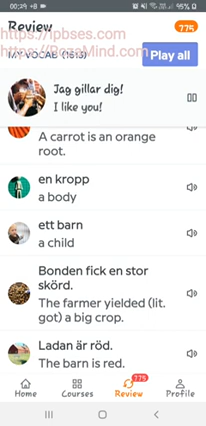 00:29
95%
Review
775
https://ipbses.com
https://RozaMind.com
MY VOCAB (1613)
Play all
Jag gillar dig!
I like you!
A carrot is an orange
root.
en kropp
a body
ett barn
a child
Bonden fick en stor
skörd.
The farmer yielded (lit.
got) a big crop.
Ladan är röd.
The barn is red.
775
Home
Courses
Review
Profile